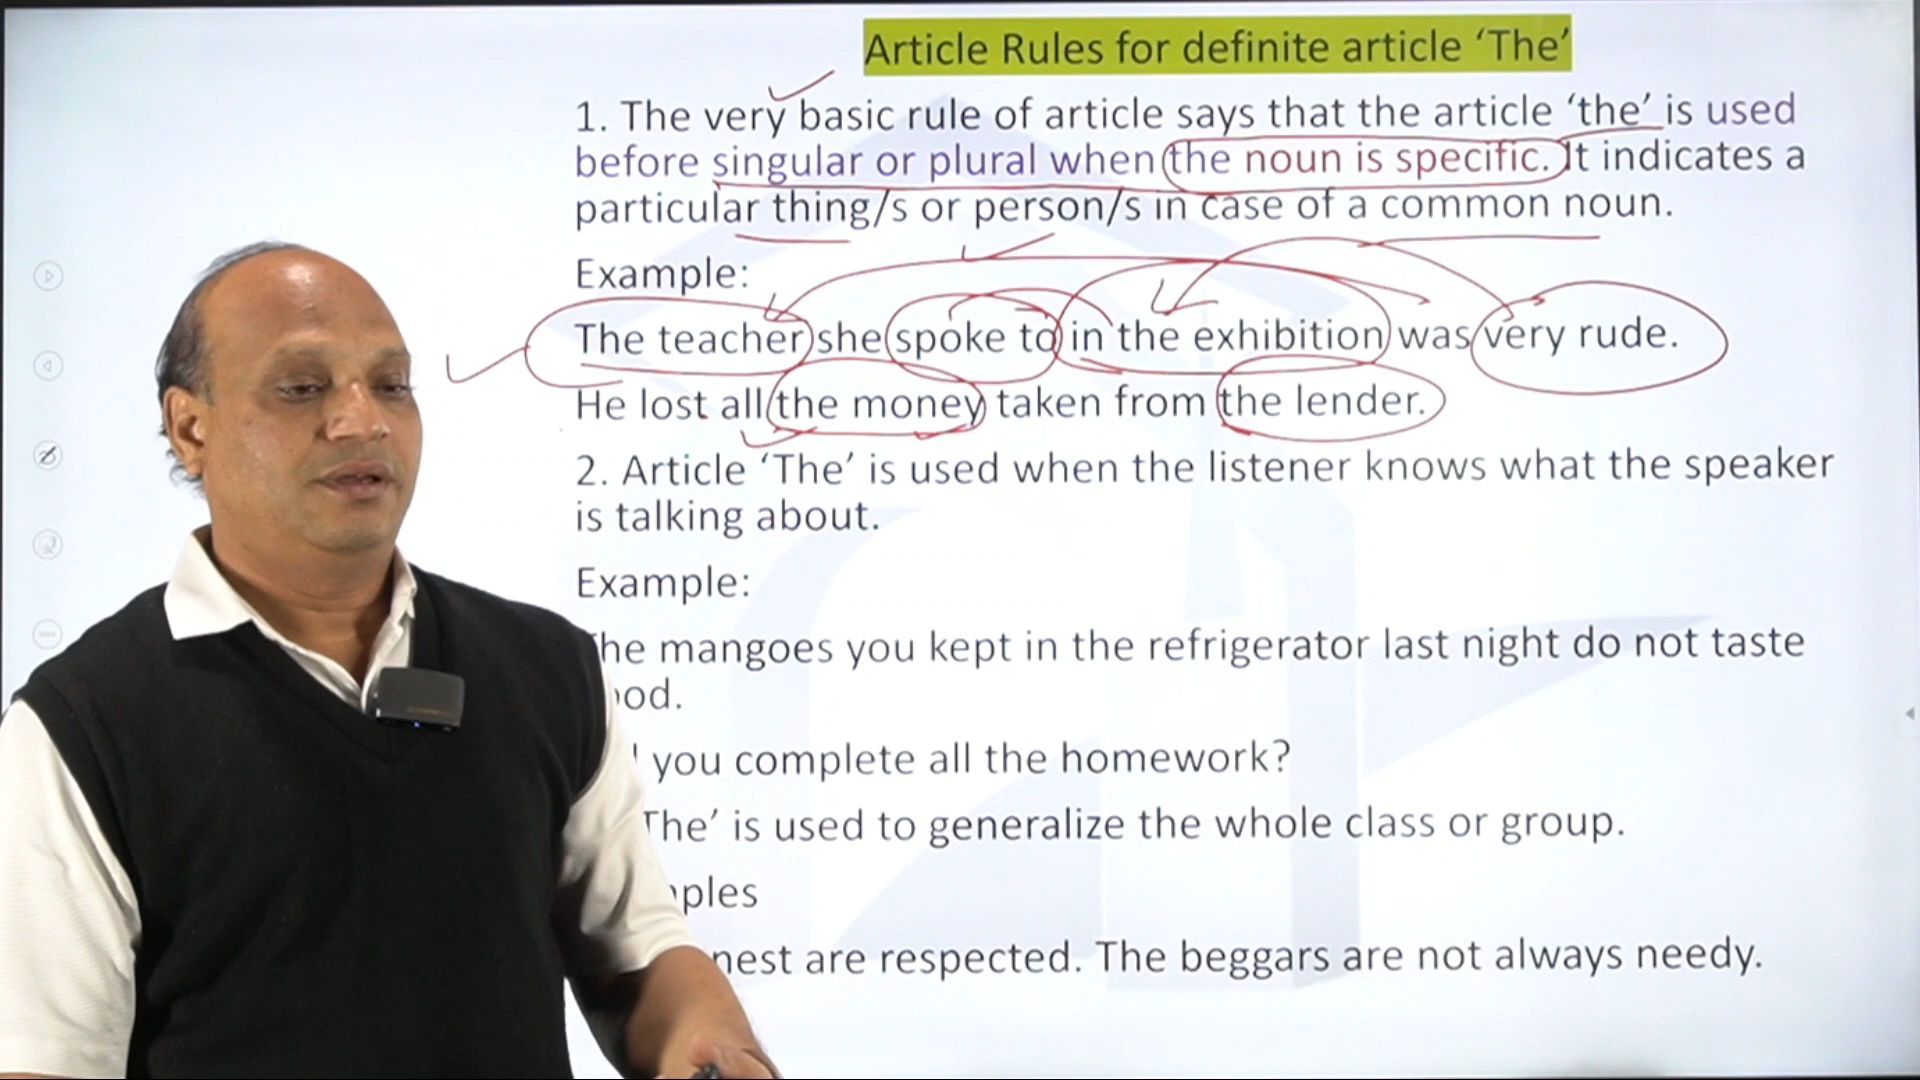 Article Rules for definite article ‘The’
1. The very basic rule of article says that the article ‘the’ is used
before singular or plural when the noun is specific. It indicates a
particular thing/s or person/s in case of a common noun.
Example:
The teacher she spoke to in the exhibition was very rude.
He lost all the money taken from the lender.
2. Article ‘The’ is used when the listener knows what the speaker
is talking about.
Example:
he mangoes you kept in the refrigerator last night do not taste
od.
you complete all the homework?
The’ is used to generalize the whole class or group.
ples
nest are respected. The beggars are not always needy.